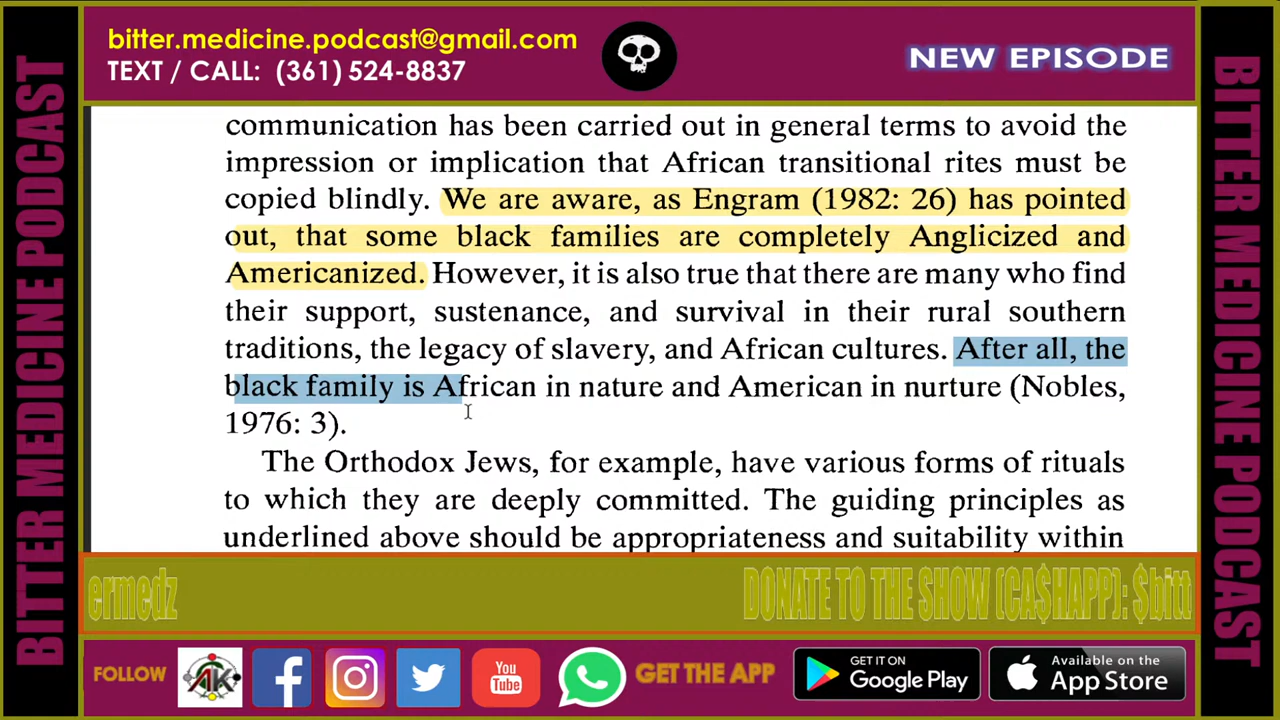 bitter.medicine.podcast@gmail.com
TEXT / CALL: (361) 524-8837
NEW EPISODE
BITTER MEDICINE PODCAST
communication has been carried out in general terms to avoid the
impression or implication that African transitional rites must be
copied blindly. We are aware, as Engram (1982: 26) has pointed
out, that some black families are completely Anglicized and
Americanized. However, it is also true that there are many who find
their support, sustenance, and survival in their rural southern
traditions, the legacy of slavery, and African cultures. After all, the
black family is African in nature and American in nurture (Nobles,
1976: 3).
The Orthodox Jews, for example, have various forms of rituals
to which they are deeply committed. The guiding principles as
underlined above should be appropriateness and suitability within
BITTER MEDICINE PODCAST
ermedz
DONATE TO THE SHOW (CA$HAPP): $bitt
FOLLOW
ATK
You
Tube
GET THE APP
GET IT ON
Google Play
Available on the
App Store